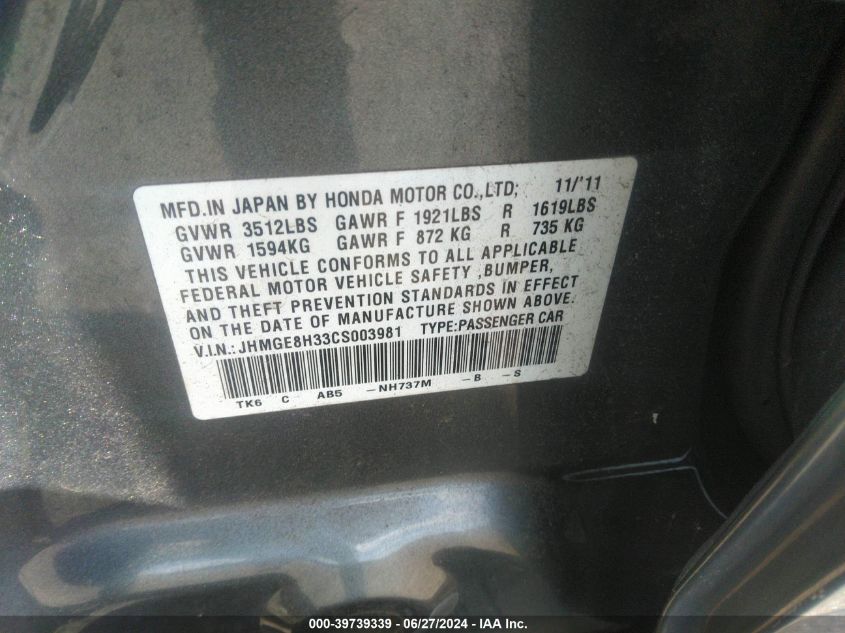 MFD.IN JAPAN BY HONDA MOTOR CO.,LTD; 11/'11
GVWR 3512LBS GAWR F 1921LBS R 1619LBS
GVWR 1594KG GAWR F 872 KG R 735 KG
THIS VEHICLE CONFORMS TO ALL APPLICABLE
FEDERAL MOTOR VEHICLE SAFETY ,BUMPER,
AND THEFT PREVENTION STANDARDS IN EFFECT
ON THE DATE OF MANUFACTURE SHOWN ABOVE.
V.I.N.:JHMGE8H33CS003981 TYPE:PASSENGER CAR
TK6 C AB5 -NH737M -B -S
000-39739339 / 06/27/2024 - IAA Inc.